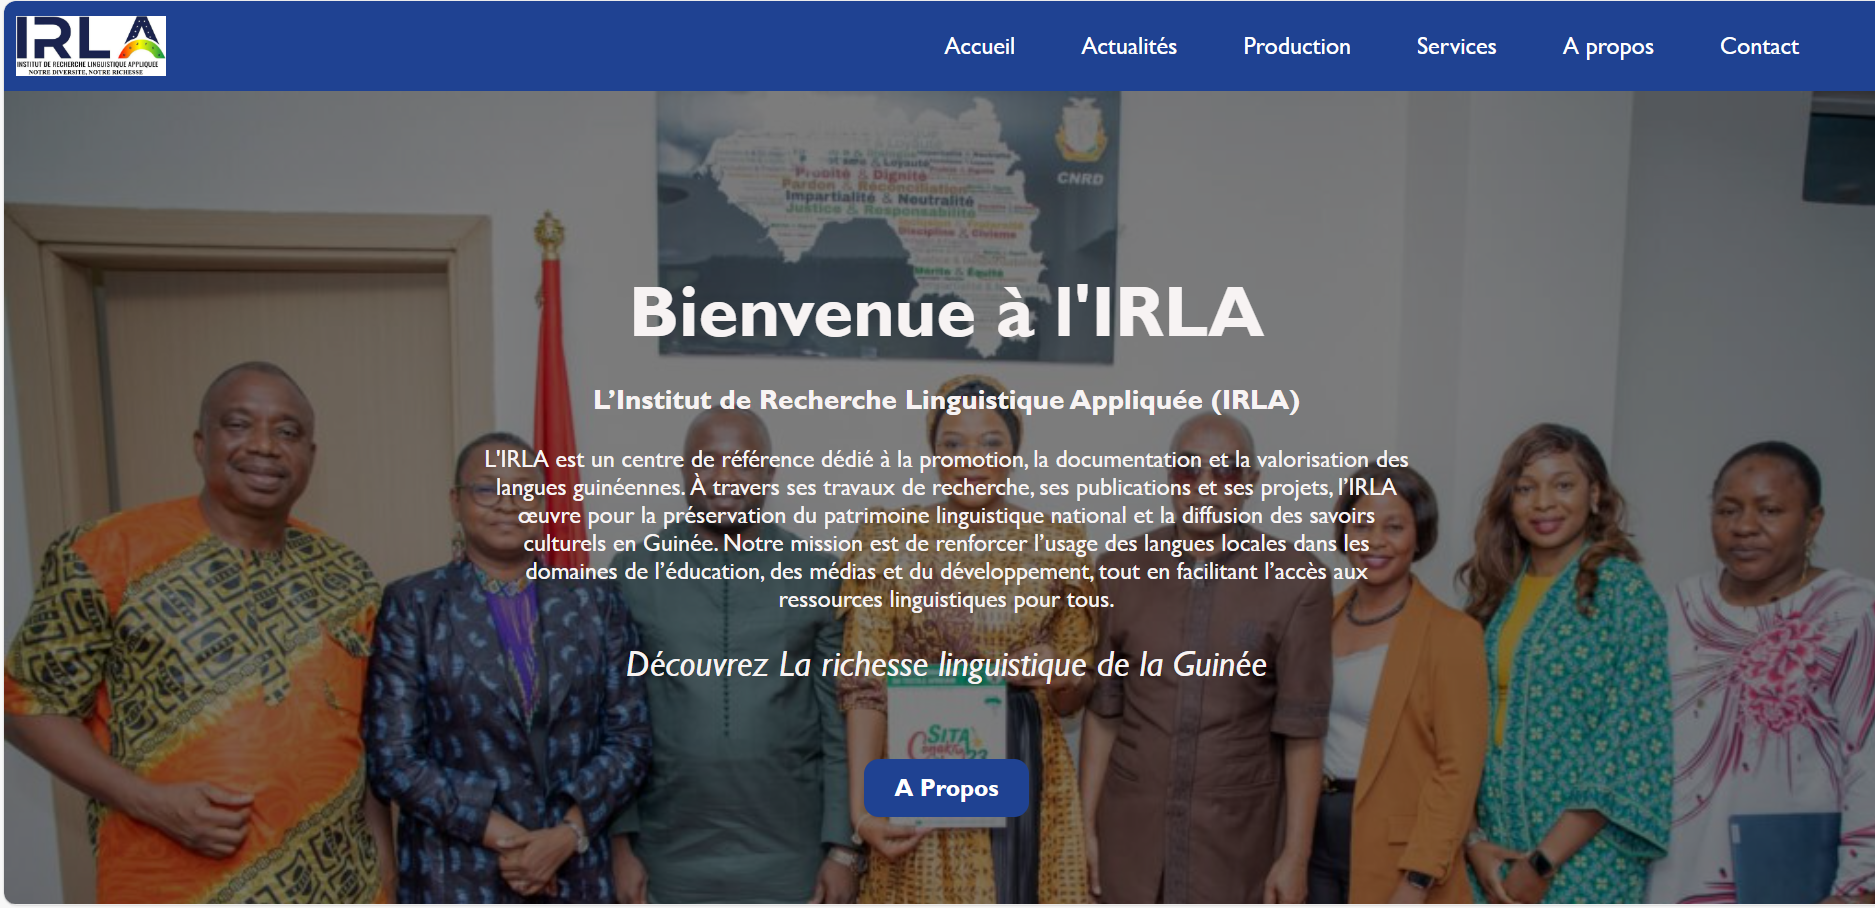 IRLA
INSTITUT DE RECHERCHE LINGUISTIQUE APPLIQUEE
NOTRE DIVERSITE, NOTRE RICHESSE
Accueil
Actualités
Production
Services
A propos
Contact
CNRD
Probité & Dignité
Pardon & Réconciliation
Impartialité & Neutralité
Justice & Responsabilité
Discipline & Civisme
Mérite & Équité
Bienvenue à l'IRLA
L’Institut de Recherche Linguistique Appliquée (IRLA)
L'IRLA est un centre de référence dédié à la promotion, la documentation et la valorisation des
langues guinéennes. À travers ses travaux de recherche, ses publications et ses projets, l’IRLA
œuvre pour la préservation du patrimoine linguistique national et la diffusion des savoirs
culturels en Guinée. Notre mission est de renforcer l’usage des langues locales dans les
domaines de l’éducation, des médias et du développement, tout en facilitant l’accès aux
ressources linguistiques pour tous.
Découvrez La richesse linguistique de la Guinée
SITA
A Propos